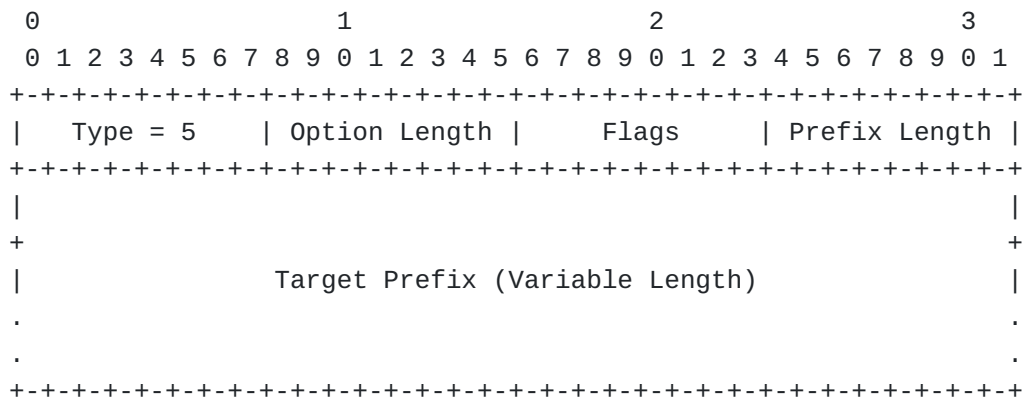 0                   1                   2                   3
 0 1 2 3 4 5 6 7 8 9 0 1 2 3 4 5 6 7 8 9 0 1 2 3 4 5 6 7 8 9 0 1
+-+-+-+-+-+-+-+-+-+-+-+-+-+-+-+-+-+-+-+-+-+-+-+-+-+-+-+-+-+-+-+-+
|   Type = 5    | Option Length |     Flags     | Prefix Length |
+-+-+-+-+-+-+-+-+-+-+-+-+-+-+-+-+-+-+-+-+-+-+-+-+-+-+-+-+-+-+-+-+
|                                                               |
+                                                               +
|                Target Prefix (Variable Length)                |
.                                                               .
.                                                               .
+-+-+-+-+-+-+-+-+-+-+-+-+-+-+-+-+-+-+-+-+-+-+-+-+-+-+-+-+-+-+-+-+